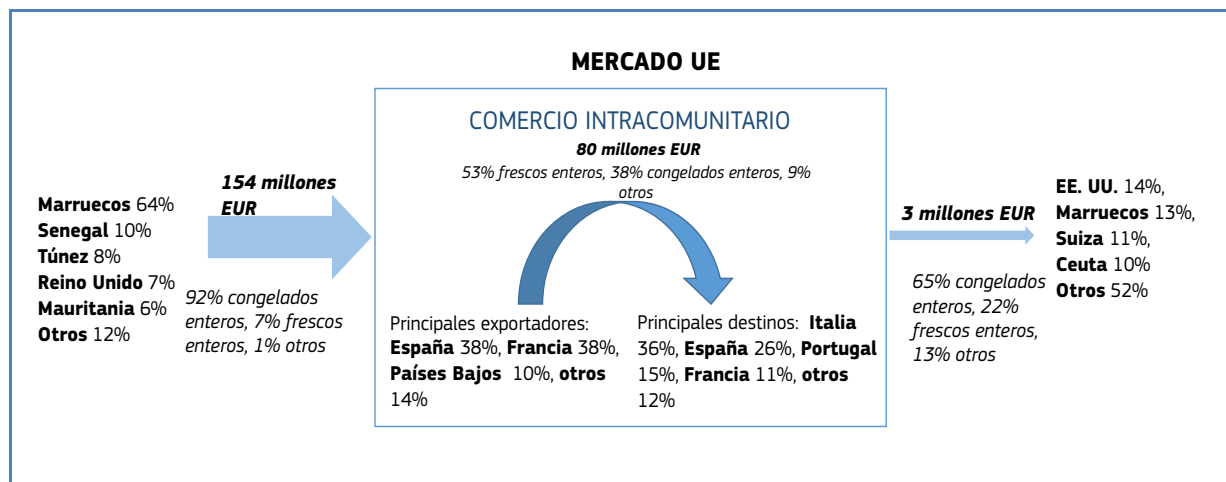 MERCADO UE
COMERCIO INTRACOMUNITARIO
80 millones EUR
53% frescos enteros, 38% congelados enteros, 9%
otros
Marruecos 64%
Senegal 10%
Túnez 8%
Reino Unido 7%
Mauritania 6%
Otros 12%
154 millones
EUR
92% congelados
enteros, 7% frescos
enteros, 1% otros
Principales exportadores:
España 38%, Francia 38%,
Países Bajos 10%, otros
14%
Principales destinos: Italia
36%, España 26%, Portugal
15%, Francia 11%, otros
12%
3 millones EUR
65% congelados
enteros, 22%
frescos enteros,
13% otros
EE. UU. 14%,
Marruecos 13%,
Suiza 11%,
Ceuta 10%
Otros 52%